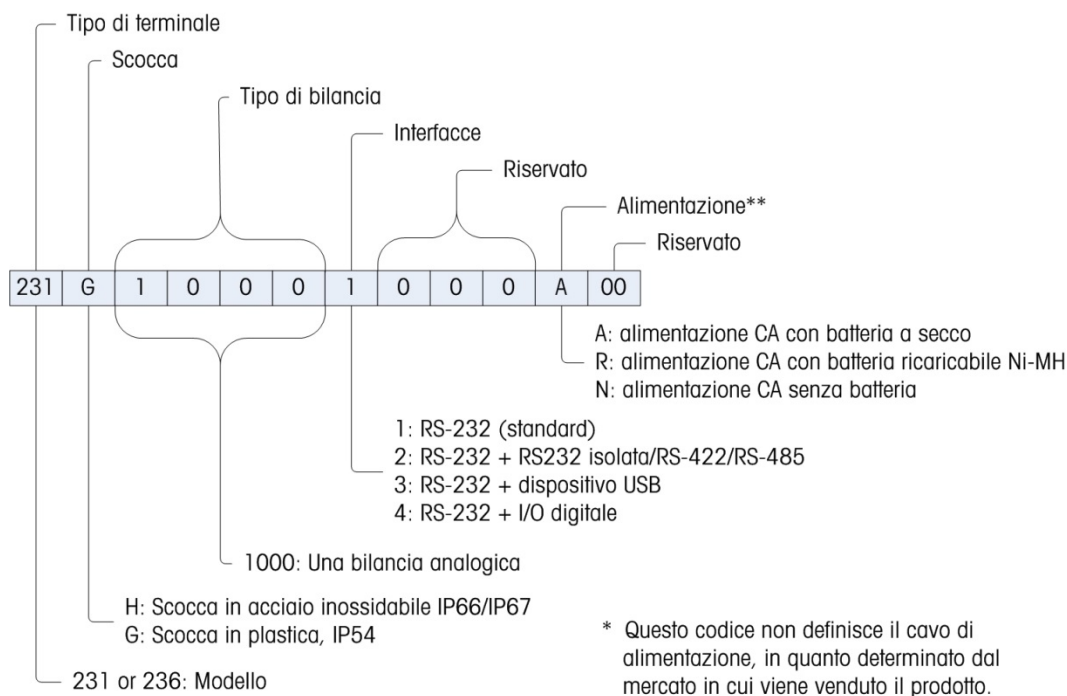 Tipo di terminale
Scocca
Tipo di bilancia
Interfacce
Riservato
Alimentazione**
Riservato
231 G 1 0 0 0 1 0 0 0 A 00
A: alimentazione CA con batteria a secco
R: alimentazione CA con batteria ricaricabile Ni-MH
N: alimentazione CA senza batteria
1: RS-232 (standard)
2: RS-232 + RS232 isolata/RS-422/RS-485
3: RS-232 + dispositivo USB
4: RS-232 + I/O digitale
1000: Una bilancia analogica
H: Scocca in acciaio inossidabile IP66/IP67
G: Scocca in plastica, IP54
231 or 236: Modello
* Questo codice non definisce il cavo di
alimentazione, in quanto determinato dal
mercato in cui viene venduto il prodotto.